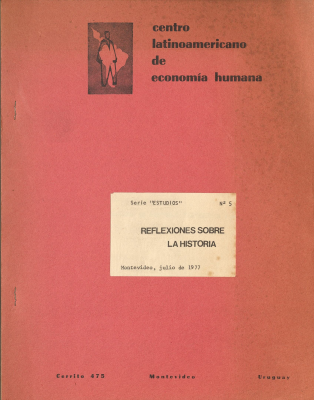 centro
latinoamericano
de
economía humana
Serie "ESTUDIOS" Nº 5
REFLEXIONES SOBRE
LA HISTORIA
Montevideo, julio de 1977
Cerrito 475 Montevideo Uruguay